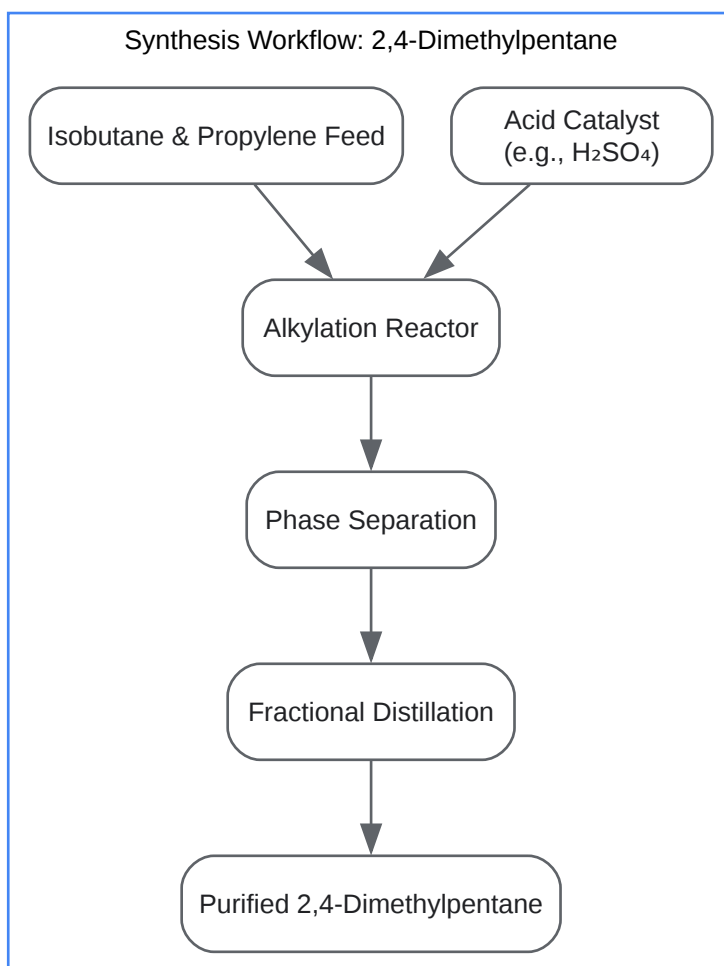 Synthesis Workflow: 2,4-Dimethylpentane
Isobutane & Propylene Feed
Acid Catalyst
(e.g., H₂SO₄)
Alkylation Reactor
Phase Separation
Fractional Distillation
Purified 2,4-Dimethylpentane